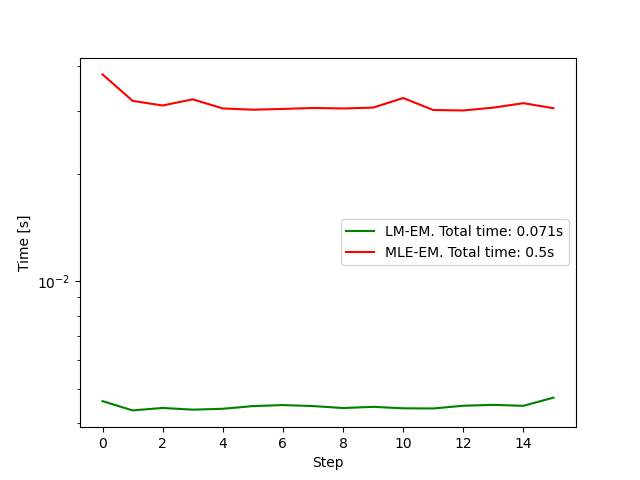 Time [s]
10⁻²
LM-EM. Total time: 0.071s
MLE-EM. Total time: 0.5s
0 2 4 6 8 10 12 14
Step